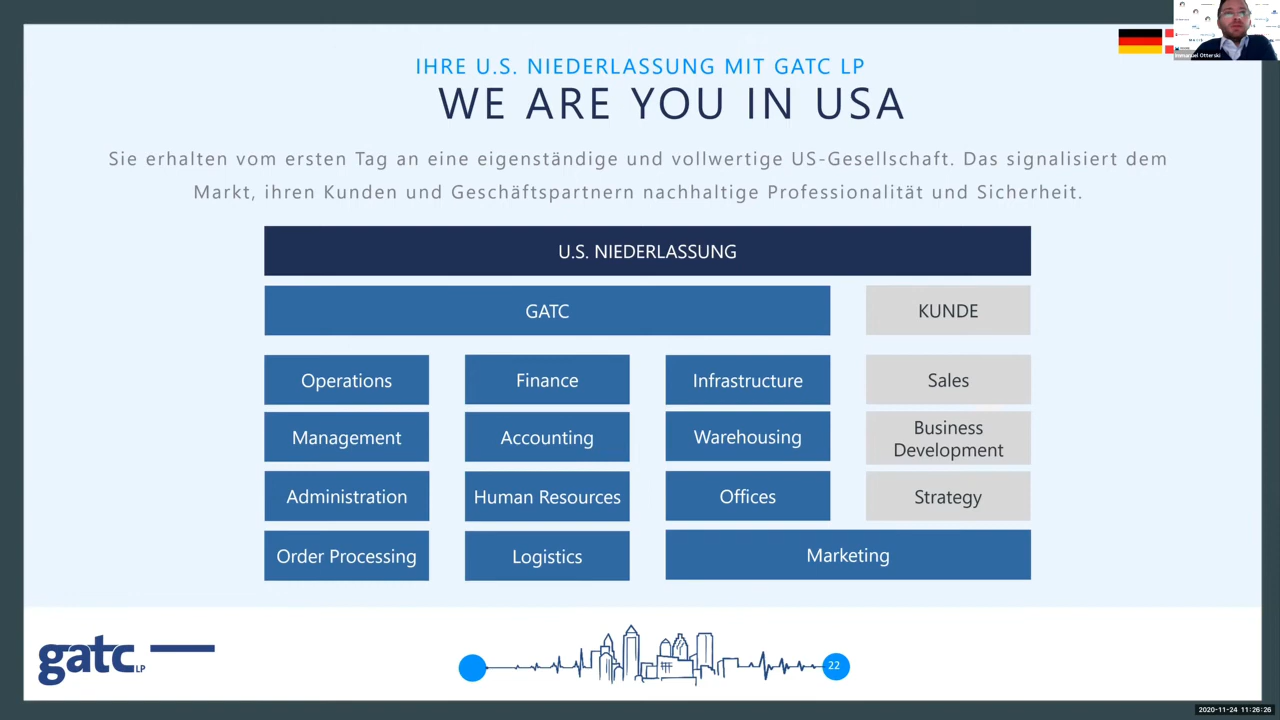 IHRE U.S. NIEDERLASSUNG MIT GATC LP
WE ARE YOU IN USA
Sie erhalten vom ersten Tag an eine eigenständige und vollwertige US-Gesellschaft. Das signalisiert dem
Markt, ihren Kunden und Geschäftspartnern nachhaltige Professionalität und Sicherheit.
U.S. NIEDERLASSUNG
GATC
KUNDE
Operations
Finance
Infrastructure
Sales
Management
Accounting
Warehousing
Business
Development
Administration
Human Resources
Offices
Strategy
Order Processing
Logistics
Marketing
gatc LP
22
2020-11-24 11:26:26